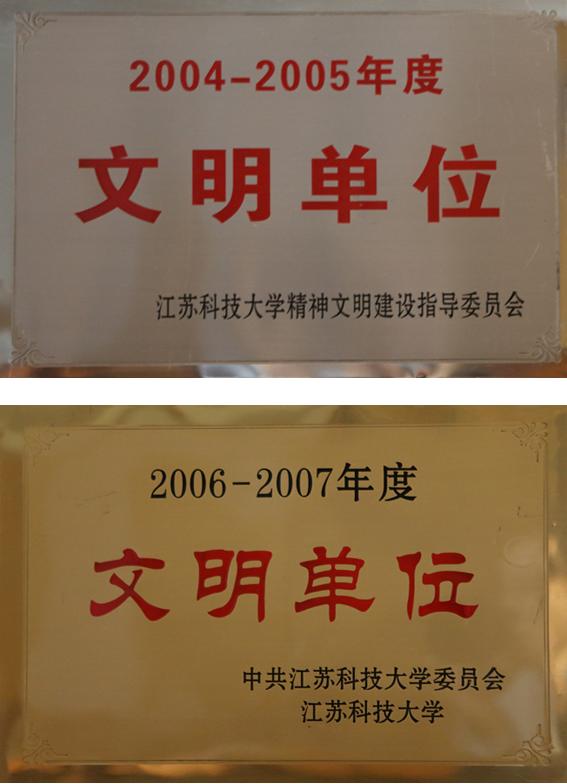 2004-2005年度
文明单位
江苏科技大学精神文明建设指导委员会
2006-2007年度
文明单位
中共江苏科技大学委员会
江苏科技大学